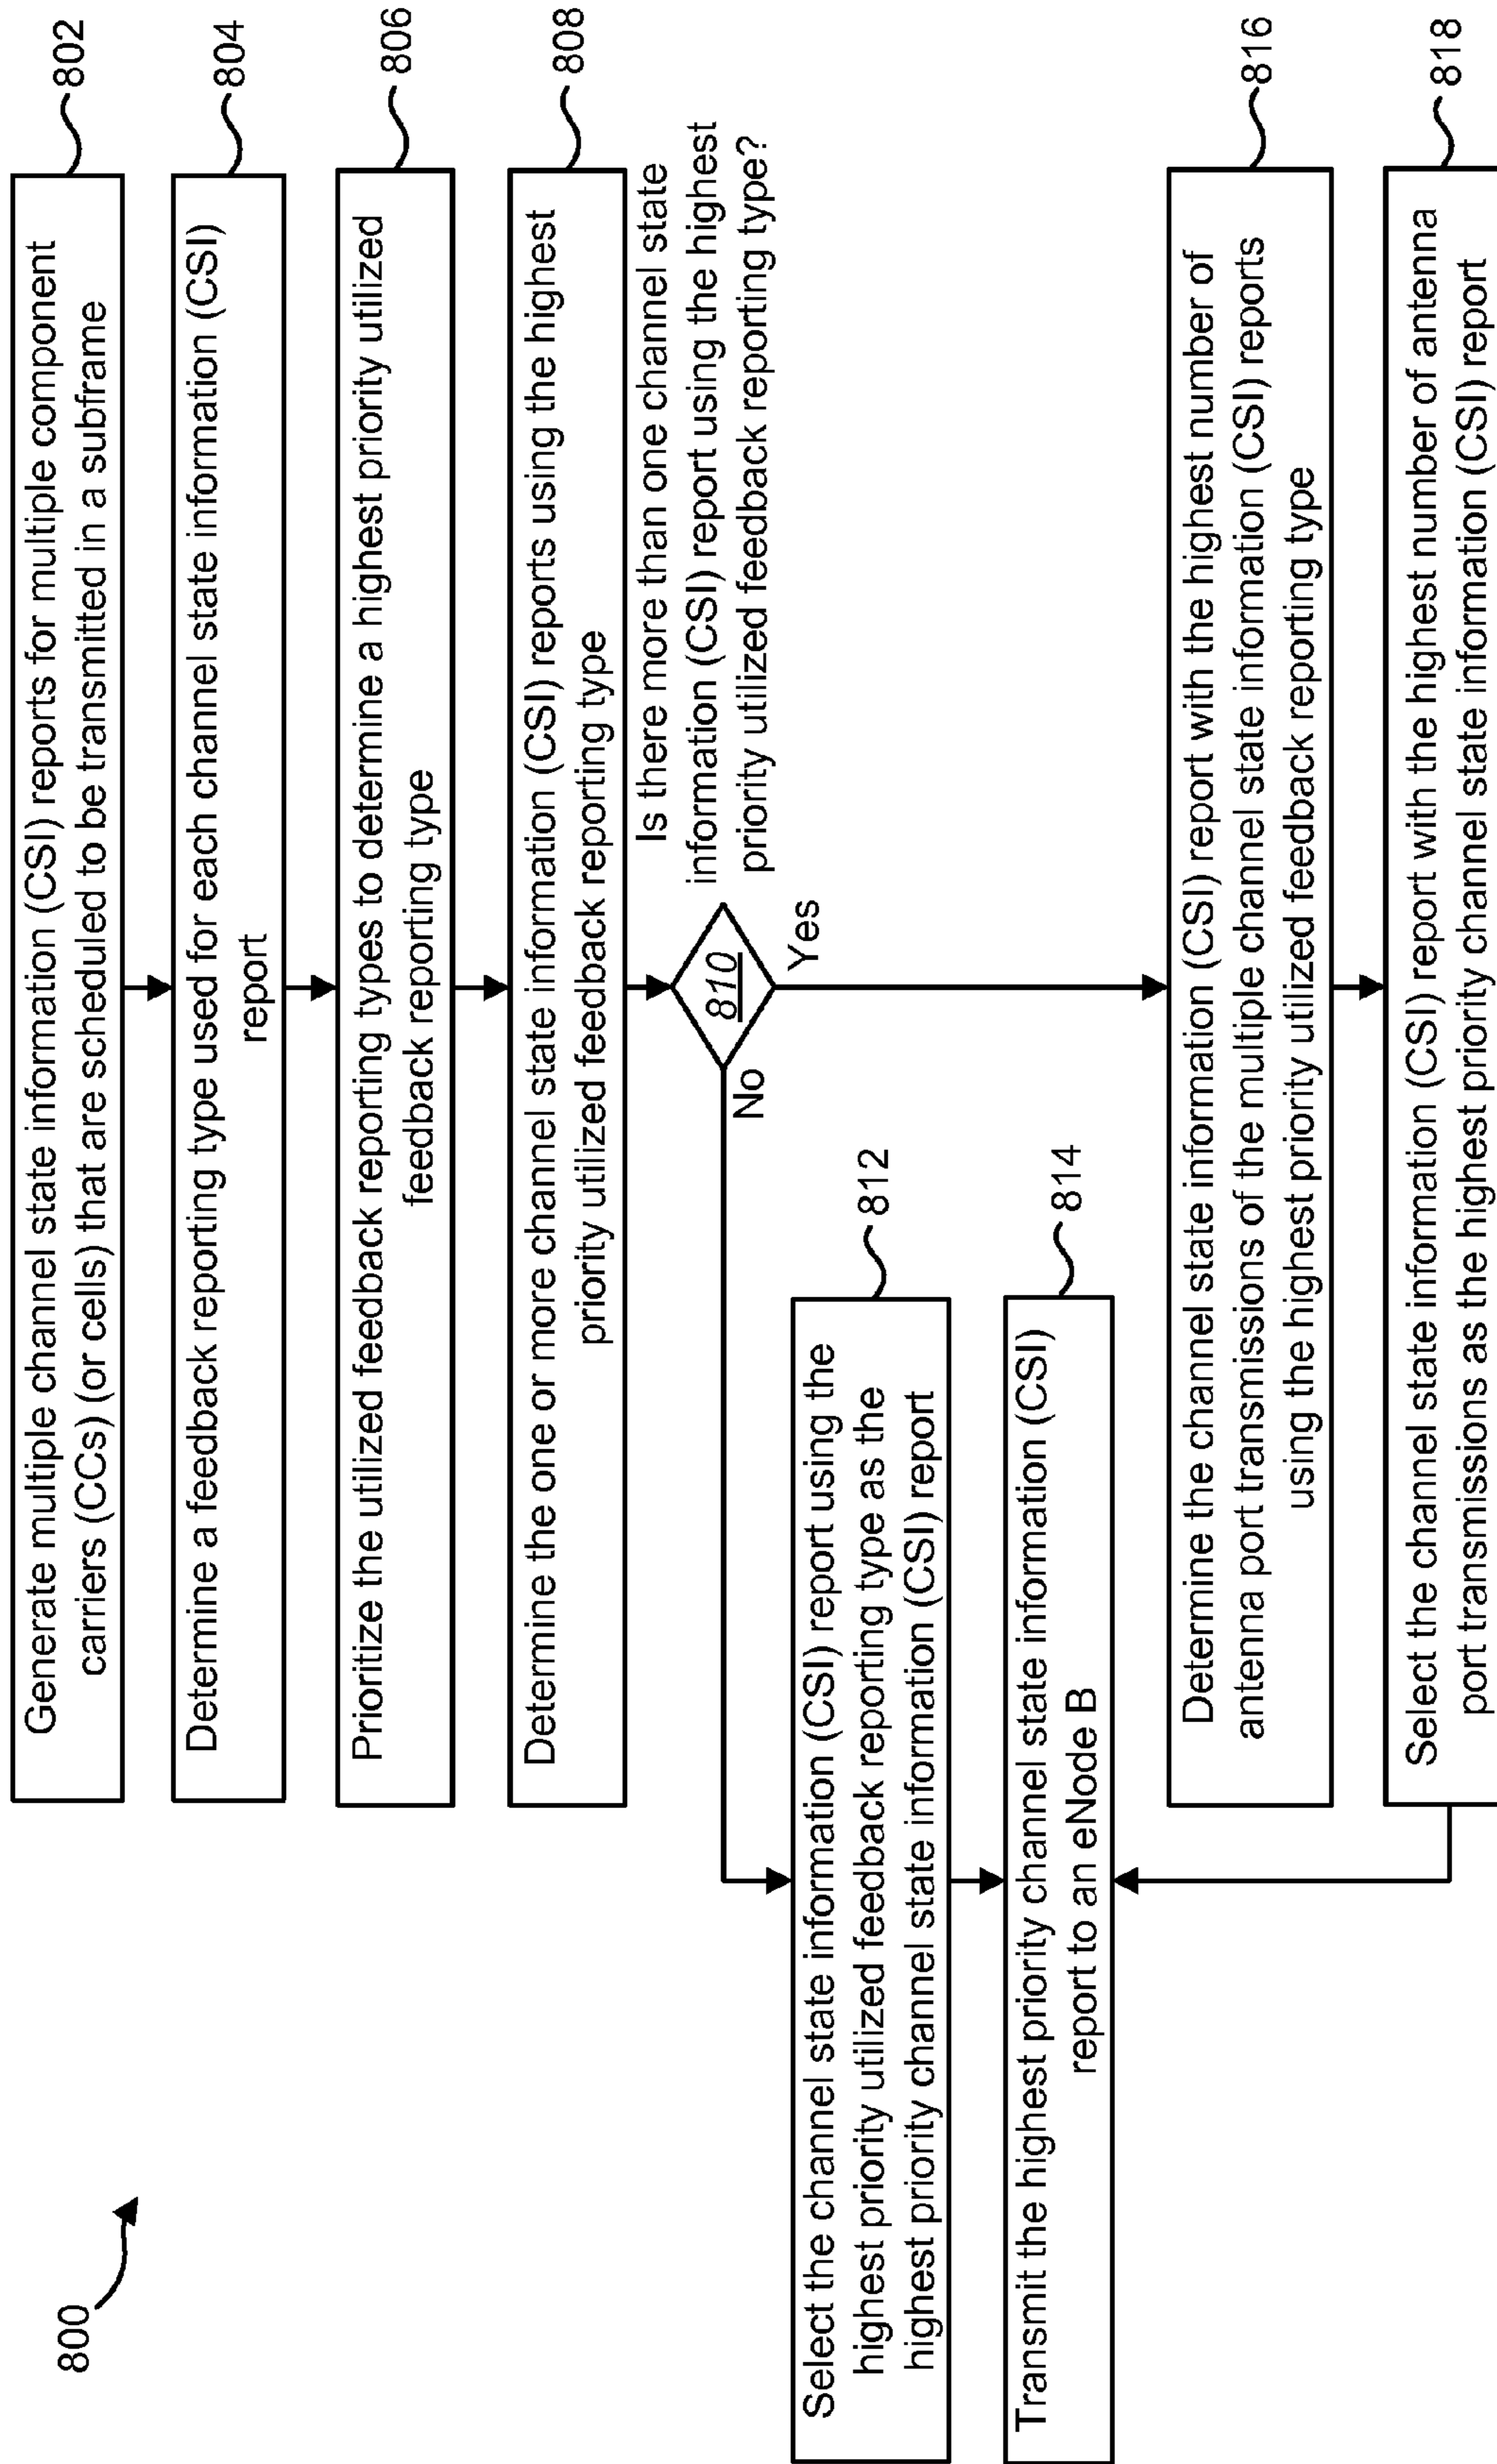 800
Generate multiple channel state information (CSI) reports for multiple component
carriers (CCs) (or cells) that are scheduled to be transmitted in a subframe
802
Determine a feedback reporting type used for each channel state information (CSI)
report
804
Prioritize the utilized feedback reporting types to determine a highest priority utilized
feedback reporting type
806
Determine the one or more channel state information (CSI) reports using the highest
priority utilized feedback reporting type
808
810
Is there more than one channel state
information (CSI) report using the highest
priority utilized feedback reporting type?
No
Yes
Select the channel state information (CSI) report using the
highest priority utilized feedback reporting type as the
highest priority channel state information (CSI) report
812
Transmit the highest priority channel state information (CSI)
report to an eNode B
814
Determine the channel state information (CSI) report with the highest number of
antenna port transmissions of the multiple channel state information (CSI) reports
using the highest priority utilized feedback reporting type
816
Select the channel state information (CSI) report with the highest number of antenna
port transmissions as the highest priority channel state information (CSI) report
818